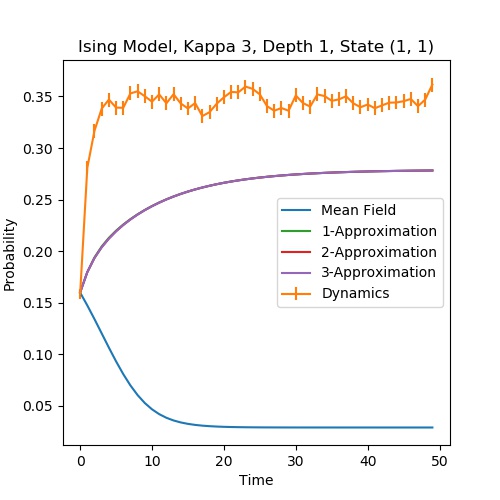 Ising Model, Kappa 3, Depth 1, State (1, 1)
0.35
0.30
0.25
0.20
0.15
0.10
0.05
Probability
Mean Field
1-Approximation
2-Approximation
3-Approximation
Dynamics
0 10 20 30 40 50
Time